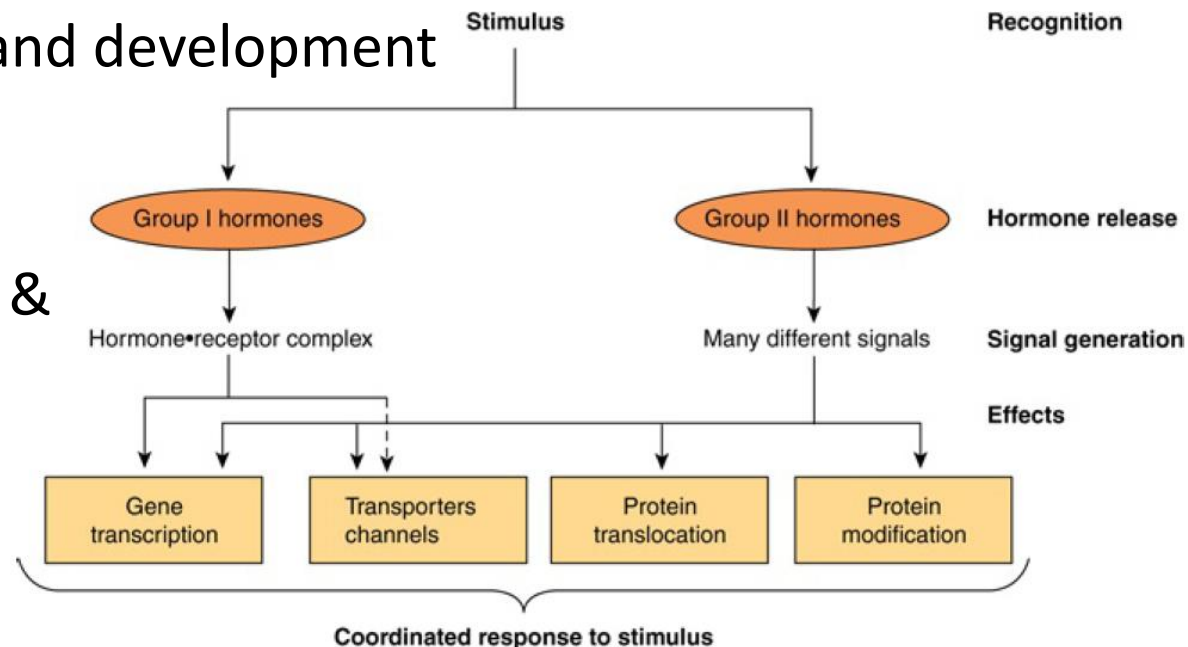 and development
Stimulus
Recognition
Group I hormones
Group II hormones
Hormone release
&
Hormone•receptor complex
Many different signals
Signal generation
Effects
Gene
transcription
Transporters
channels
Protein
translocation
Protein
modification
Coordinated response to stimulus